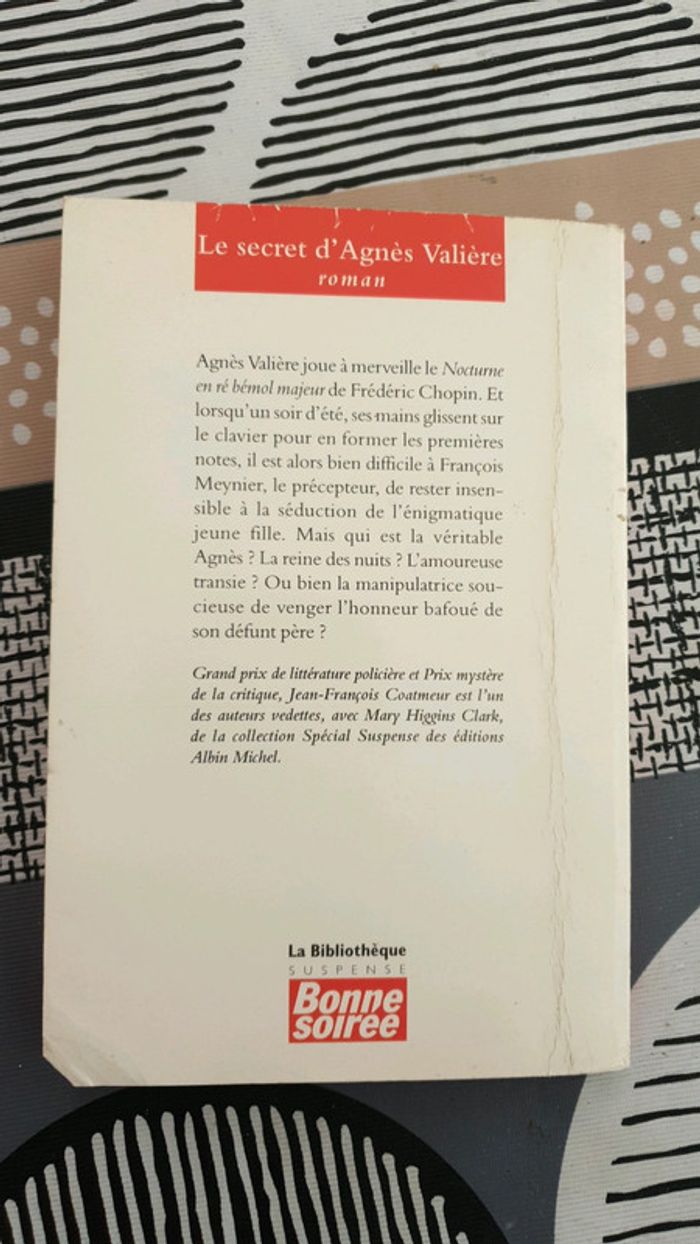 Le secret d'Agnès Valière
roman
Agnès Valière joue à merveille le Nocturne
en ré bémol majeur de Frédéric Chopin. Et
lorsqu'un soir d'été, ses mains glissent sur
le clavier pour en former les premières
notes, il est alors bien difficile à François
Meynier, le précepteur, de rester insen-
sible à la séduction de l'énigmatique
jeune fille. Mais qui est la véritable
Agnès ? La reine des nuits ? L'amoureuse
transie ? Ou bien la manipulatrice sou-
cieuse de venger l'honneur bafoué de
son défunt père ?
Grand prix de littérature policière et Prix mystère
de la critique, Jean-François Coatmeur est l'un
des auteurs vedettes, avec Mary Higgins Clark,
de la collection Spécial Suspense des éditions
Albin Michel.
La Bibliothèque
SUSPENSE
Bonne
soirée